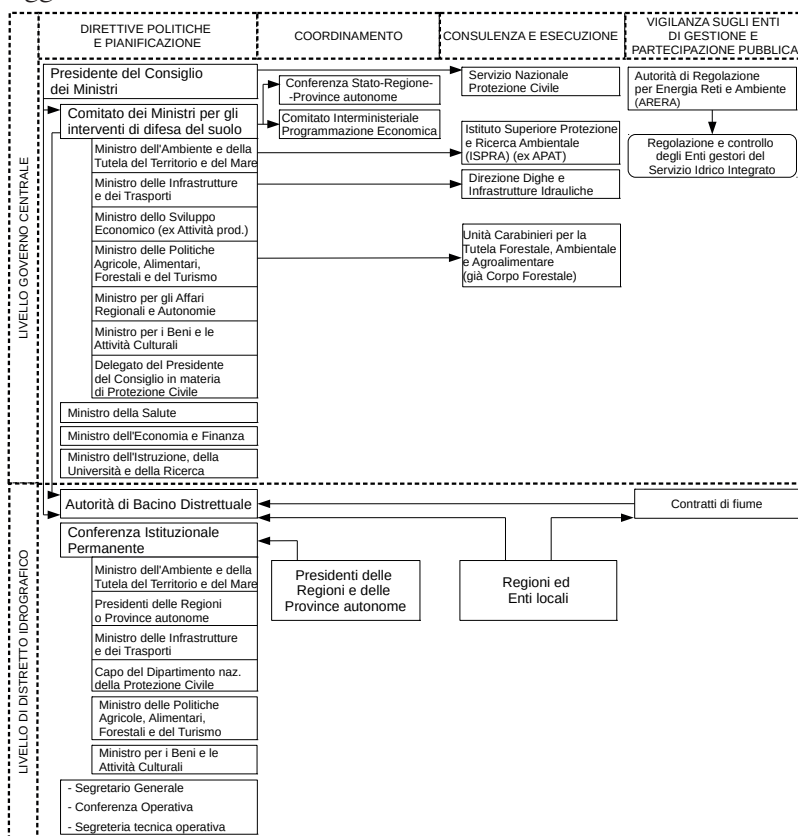 DIRETTIVE POLITICHE
E PIANIFICAZIONE
COORDINAMENTO
CONSULENZA E ESECUZIONE
VIGILANZA SUGLI ENTI
DI GESTIONE E
PARTECIPAZIONE PUBBLICA
LIVELLO GOVERNO CENTRALE
Presidente del Consiglio
dei Ministri
Comitato dei Ministri per gli
interventi di difesa del suolo
Ministro dell'Ambiente e della
Tutela del Territorio e del Mare
Ministro delle Infrastrutture
e dei Trasporti
Ministro dello Sviluppo
Economico (ex Attività prod.)
Ministro delle Politiche
Agricole, Alimentari,
Forestali e del Turismo
Ministro per gli Affari
Regionali e Autonomie
Ministro per i Beni e le
Attività Culturali
Delegato del Presidente
del Consiglio in materia
di Protezione Civile
Ministro della Salute
Ministro dell'Economia e Finanza
Ministro dell'Istruzione, della
Università e della Ricerca
Conferenza Stato-Regione-
-Province autonome
Comitato Interministeriale
Programmazione Economica
Servizio Nazionale
Protezione Civile
Istituto Superiore Protezione
e Ricerca Ambientale
(ISPRA) (ex APAT)
Direzione Dighe e
Infrastrutture Idrauliche
Unità Carabinieri per la
Tutela Forestale, Ambientale
e Agroalimentare
(già Corpo Forestale)
Autorità di Regolazione
per Energia Reti e Ambiente
(ARERA)
Regolazione e controllo
degli Enti gestori del
Servizio Idrico Integrato
LIVELLO DI DISTRETTO IDROGRAFICO
Autorità di Bacino Distrettuale
Conferenza Istituzionale
Permanente
Ministro dell'Ambiente e della
Tutela del Territorio e del Mare
Presidenti delle Regioni
o Province autonome
Ministro delle Infrastrutture
e dei Trasporti
Capo del Dipartimento naz.
della Protezione Civile
Ministro delle Politiche
Agricole, Alimentari,
Forestali e del Turismo
Ministro per i Beni e le
Attività Culturali
- Segretario Generale
- Conferenza Operativa
- Segreteria tecnica operativa
Presidenti delle
Regioni e delle
Province autonome
Regioni ed
Enti locali
Contratti di fiume